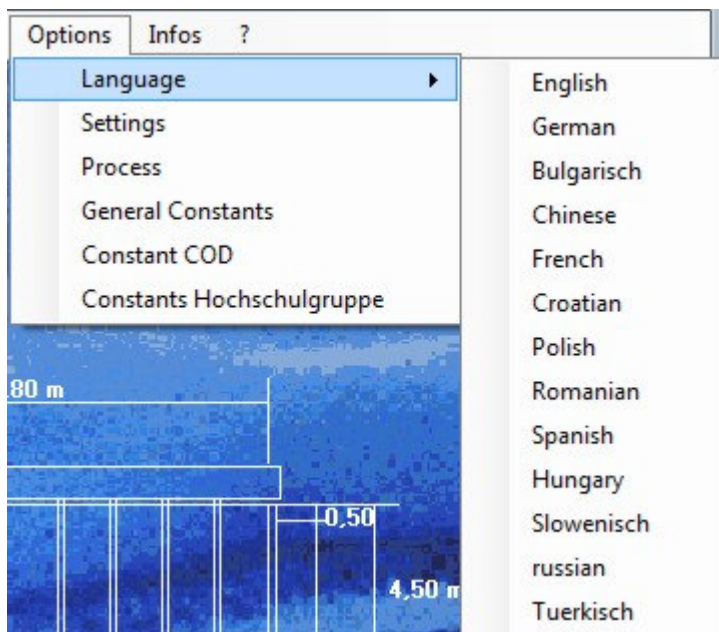 Options Infos ?
Language
Settings
Process
General Constants
Constant COD
Constants Hochschulgruppe
English
German
Bulgarisch
Chinese
French
Croatian
Polish
Romanian
Spanish
Hungary
Slowenisch
russian
Tuerkisch
80 m
0,50
4,50 m